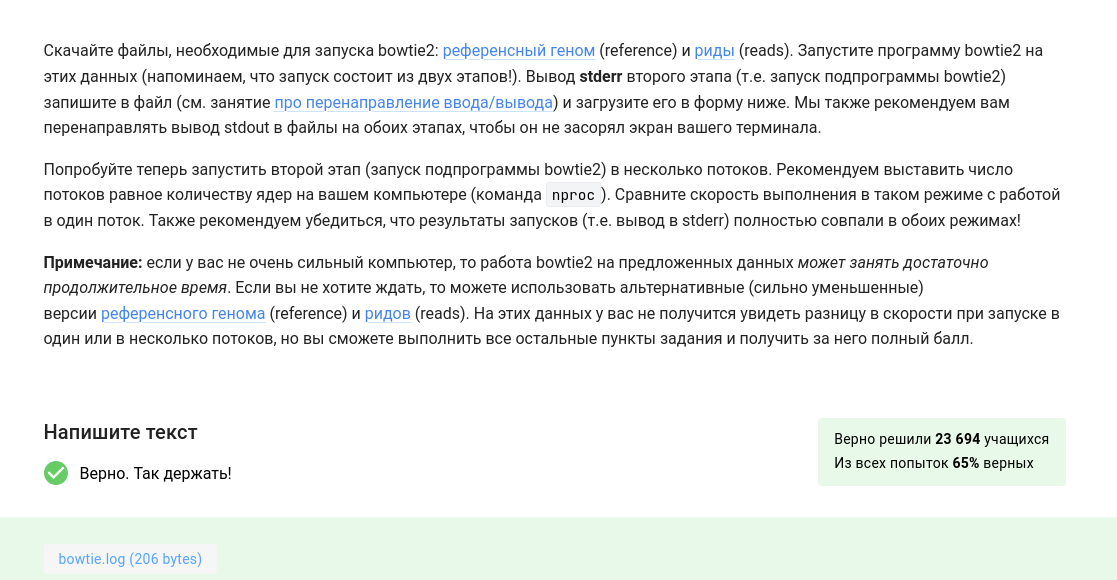 Скачайте файлы, необходимые для запуска bowtie2: референсный геном (reference) и риды (reads). Запустите программу bowtie2 на
этих данных (напоминаем, что запуск состоит из двух этапов!). Вывод stderr второго этапа (т.е. запуск подпрограммы bowtie2)
запишите в файл (см. занятие про перенаправление ввода/вывода) и загрузите его в форму ниже. Мы также рекомендуем вам
перенаправлять вывод stdout в файлы на обоих этапах, чтобы он не засорял экран вашего терминала.
Попробуйте теперь запустить второй этап (запуск подпрограммы bowtie2) в несколько потоков. Рекомендуем выставить число
потоков равное количеству ядер на вашем компьютере (команда nproc). Сравните скорость выполнения в таком режиме с работой
в один поток. Также рекомендуем убедиться, что результаты запусков (т.е. вывод в stderr) полностью совпали в обоих режимах!
Примечание: если у вас не очень сильный компьютер, то работа bowtie2 на предложенных данных может занять достаточно
продолжительное время. Если вы не хотите ждать, то можете использовать альтернативные (сильно уменьшенные)
версии референсного генома (reference) и ридов (reads). На этих данных у вас не получится увидеть разницу в скорости при запуске в
один или в несколько потоков, но вы сможете выполнить все остальные пункты задания и получить за него полный балл.
Напишите текст
Верно. Так держать!
Верно решили 23 694 учащихся
Из всех попыток 65% верных
bowtie.log (206 bytes)